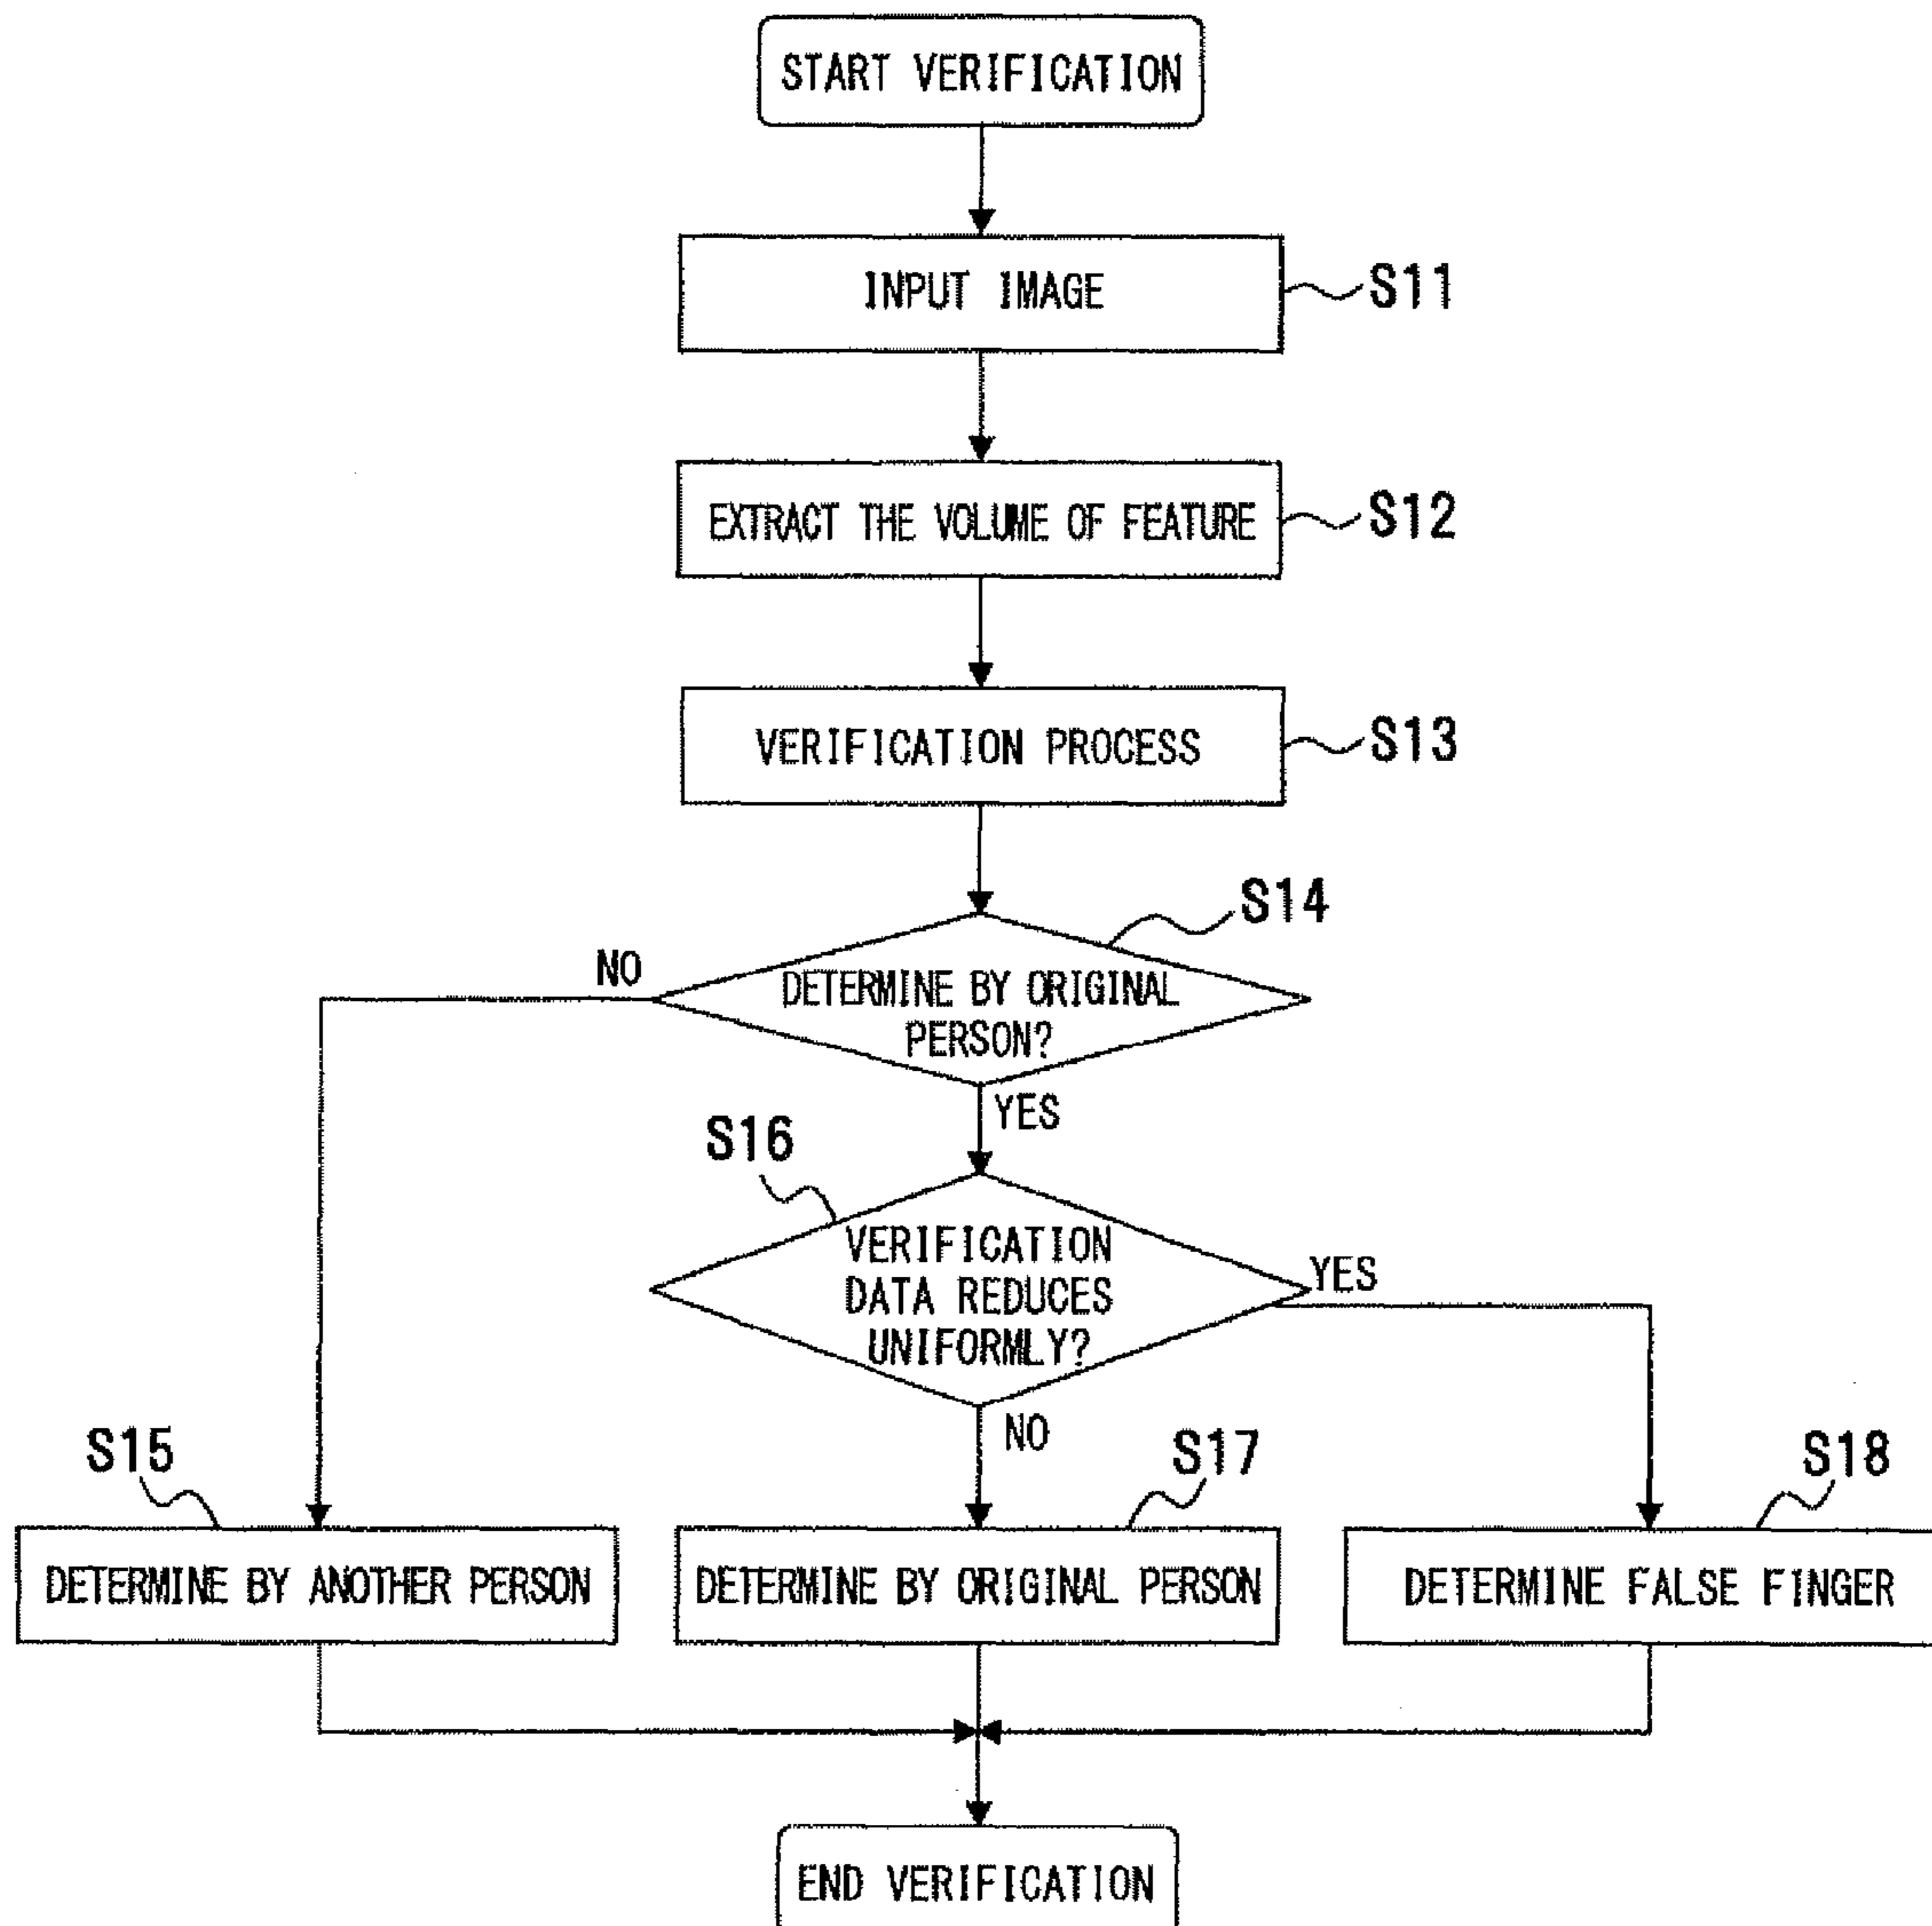 START VERIFICATION
INPUT IMAGE
S11
EXTRACT THE VOLUME OF FEATURE
S12
VERIFICATION PROCESS
S13
S14
NO
DETERMINE BY ORIGINAL
PERSON?
YES
S16
VERIFICATION
DATA REDUCES
UNIFORMLY?
YES
NO
S15
S17
S18
DETERMINE BY ANOTHER PERSON
DETERMINE BY ORIGINAL PERSON
DETERMINE FALSE FINGER
END VERIFICATION